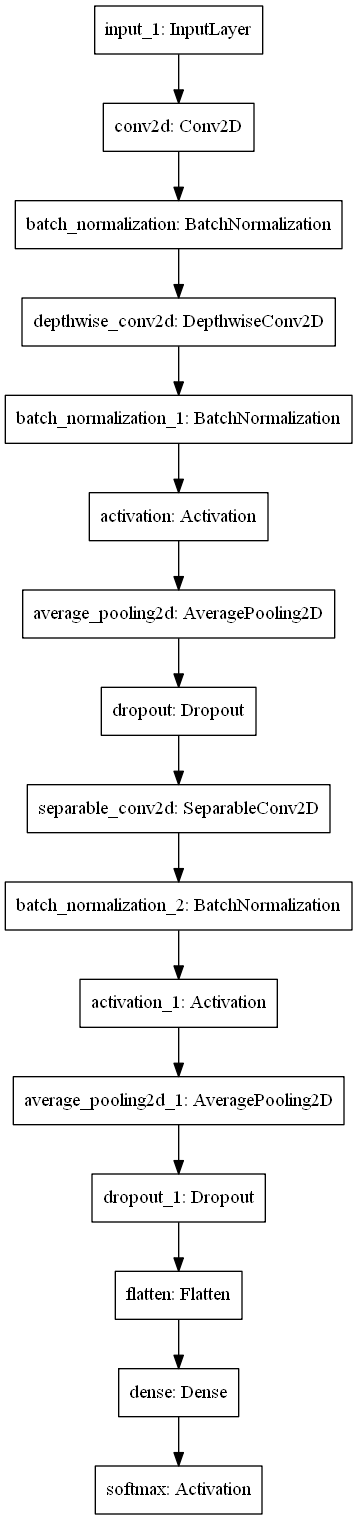 input_1: InputLayer
conv2d: Conv2D
batch_normalization: BatchNormalization
depthwise_conv2d: DepthwiseConv2D
batch_normalization_1: BatchNormalization
activation: Activation
average_pooling2d: AveragePooling2D
dropout: Dropout
separable_conv2d: SeparableConv2D
batch_normalization_2: BatchNormalization
activation_1: Activation
average_pooling2d_1: AveragePooling2D
dropout_1: Dropout
flatten: Flatten
dense: Dense
softmax: Activation